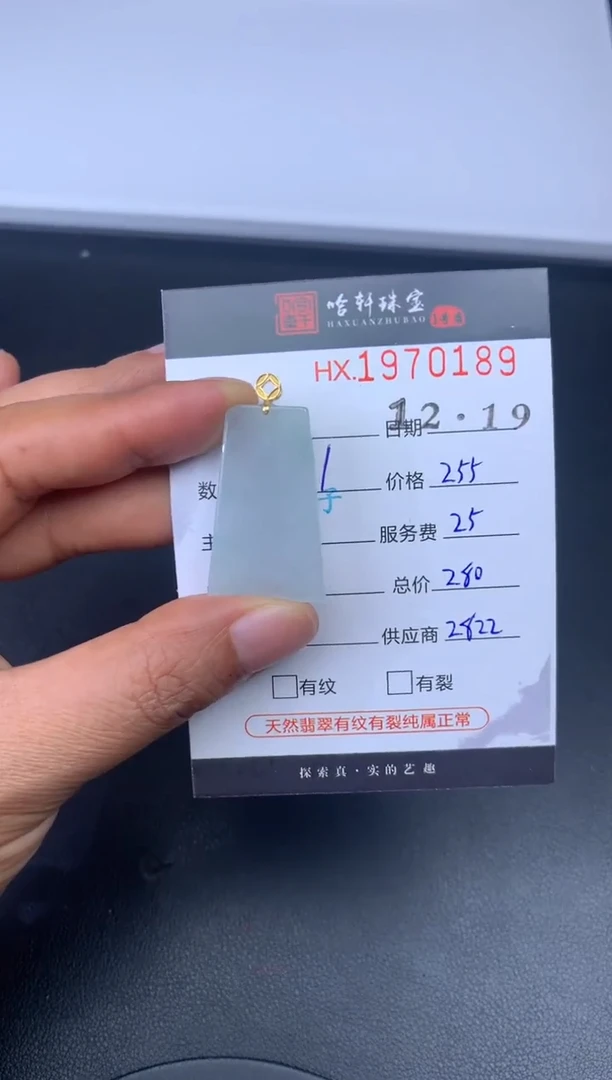 哈轩珠宝
HAXUANZHUBAO
HX.1970189
日期 12·19
数 1
价格 255
子
服务费 25
总价 280
供应商 2822
有纹 有裂
天然翡翠有纹有裂纯属正常
探索真·实的艺趣